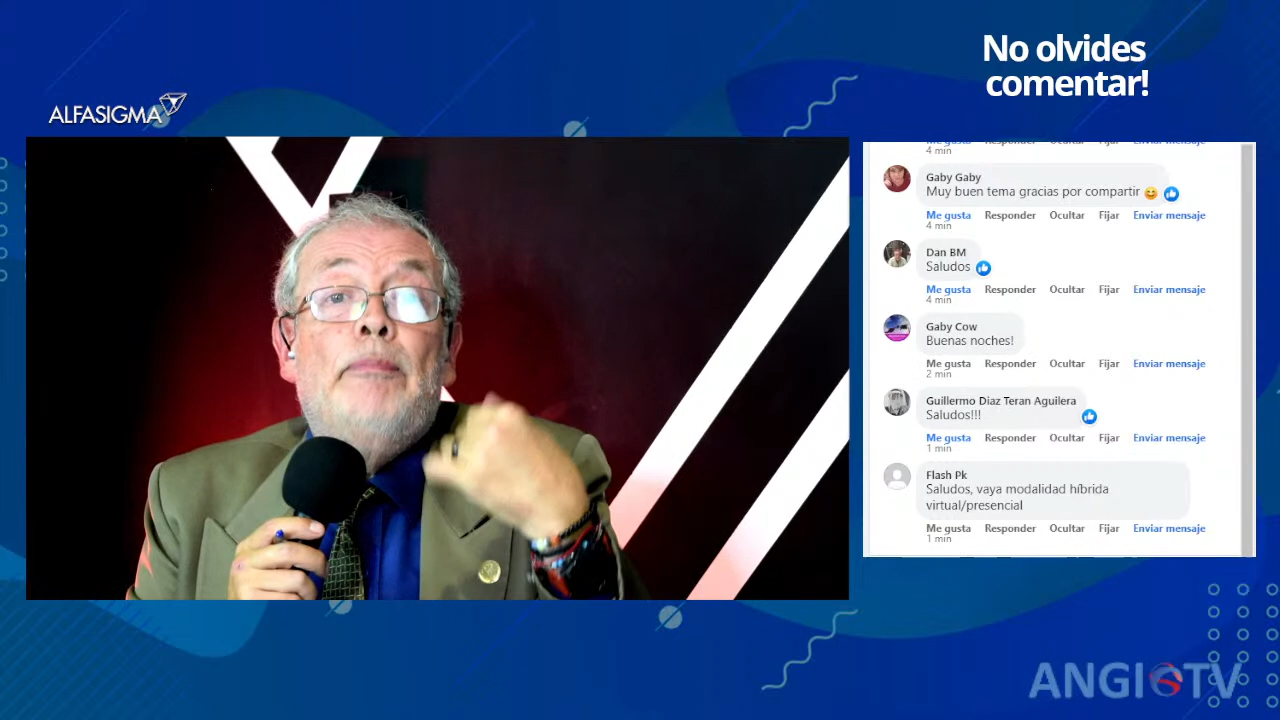 No olvides
comentar!
ALFASIGMA
4 min
Gaby Gaby
Muy buen tema gracias por compartir
Me gusta Responder Ocultar Fijar Enviar mensaje
4 min
Dan BM
Saludos
Me gusta Responder Ocultar Fijar Enviar mensaje
4 min
Gaby Cow
Buenas noches!
Me gusta Responder Ocultar Fijar Enviar mensaje
2 min
Guillermo Díaz Teran Aguilera
Saludos!!!
Me gusta Responder Ocultar Fijar Enviar mensaje
1 min
Flash Pk
Saludos, vaya modalidad híbrida
virtual/presencial
Me gusta Responder Ocultar Fijar Enviar mensaje
1 min
ANGIOTV